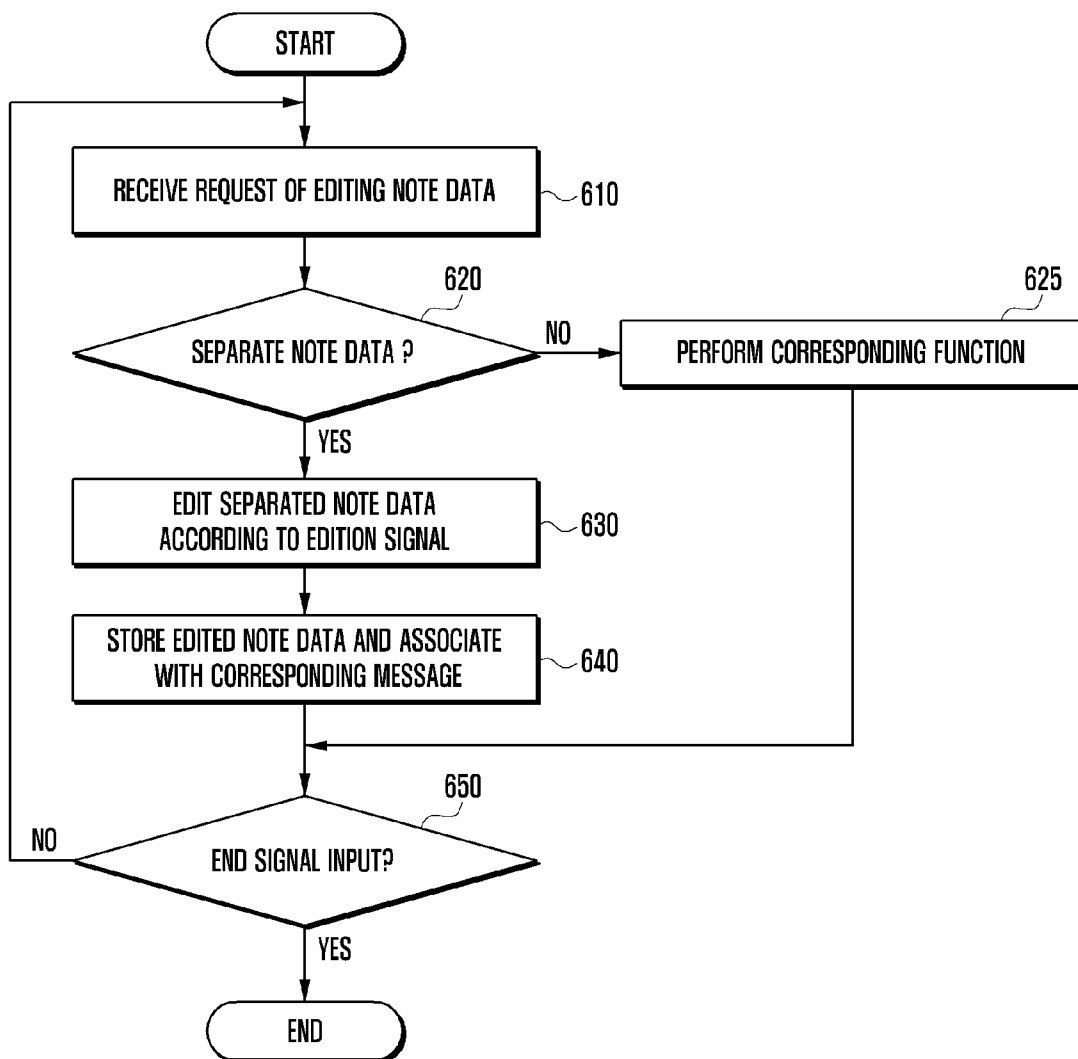 START
RECEIVE REQUEST OF EDITING NOTE DATA
610
620
625
SEPARATE NOTE DATA ?
NO
PERFORM CORRESPONDING FUNCTION
YES
EDIT SEPARATED NOTE DATA
ACCORDING TO EDITION SIGNAL
630
STORE EDITED NOTE DATA AND ASSOCIATE
WITH CORRESPONDING MESSAGE
640
650
NO
END SIGNAL INPUT?
YES
END